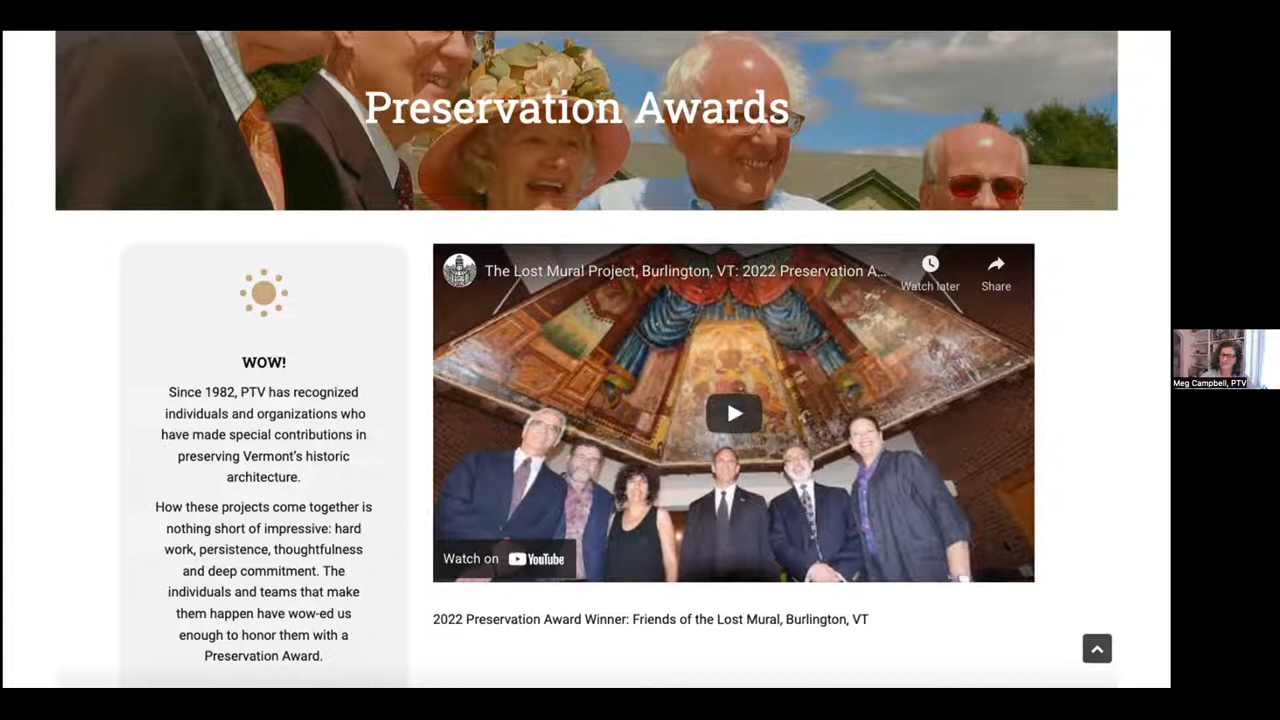 Preservation Awards
WOW!
Since 1982, PTV has recognized
individuals and organizations who
have made special contributions in
preserving Vermont’s historic
architecture.
How these projects come together is
nothing short of impressive: hard
work, persistence, thoughtfulness
and deep commitment. The
individuals and teams that make
them happen have wow-ed us
enough to honor them with a
Preservation Award.
The Lost Mural Project, Burlington, VT: 2022 Preservation A...
Watch later
Share
Watch on YouTube
2022 Preservation Award Winner: Friends of the Lost Mural, Burlington, VT
Meg Campbell, PTV